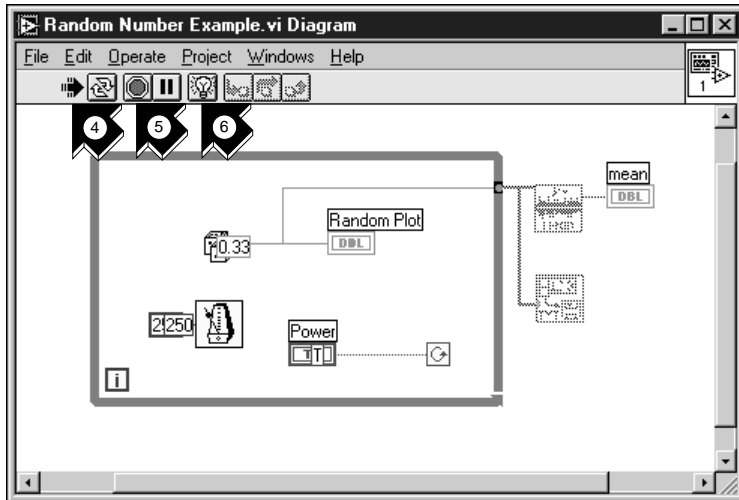 Random Number Example.vi Diagram
File Edit Operate Project Windows Help
1
4 5 6
mean
DBL
Random Plot
DBL
0.33
250
Power
T
i